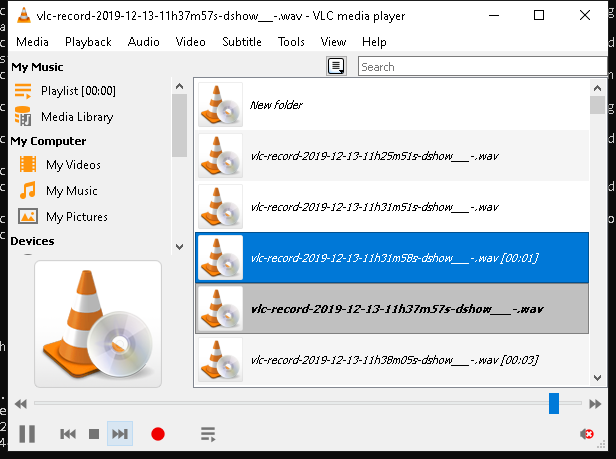 vlc-record-2019-12-13-11h37m57s-dshow___-.wav - VLC media player
Media Playback Audio Video Subtitle Tools View Help
My Music
Search
Playlist [00:00]
Media Library
My Computer
My Videos
My Music
My Pictures
Devices
New folder
vlc-record-2019-12-13-11h25m51s-dshow___-.wav
vlc-record-2019-12-13-11h31m51s-dshow___-.wav
vlc-record-2019-12-13-11h31m58s-dshow___-.wav [00:01]
vlc-record-2019-12-13-11h37m57s-dshow___-.wav
vlc-record-2019-12-13-11h38m05s-dshow___-.wav [00:03]